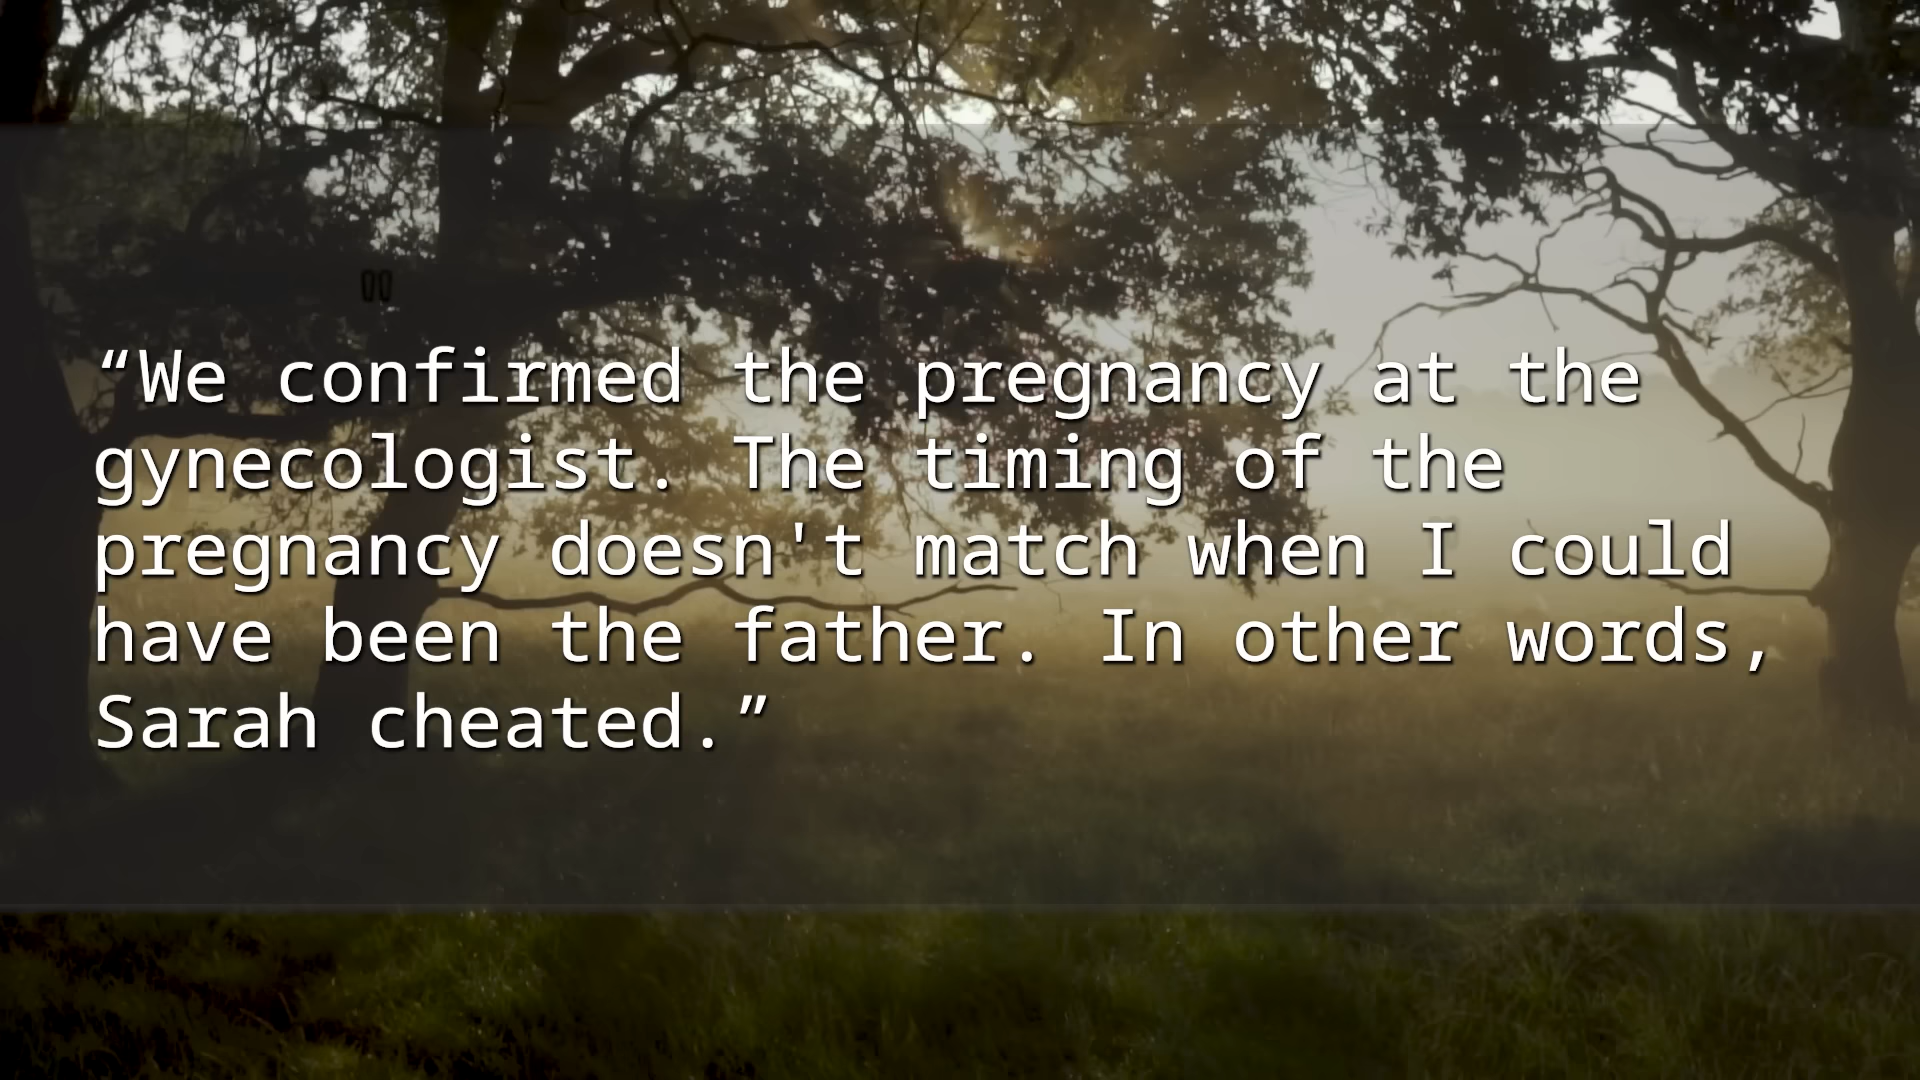 “We confirmed the pregnancy at the
gynecologist. The timing of the
pregnancy doesn't match when I could
have been the father. In other words,
Sarah cheated.”